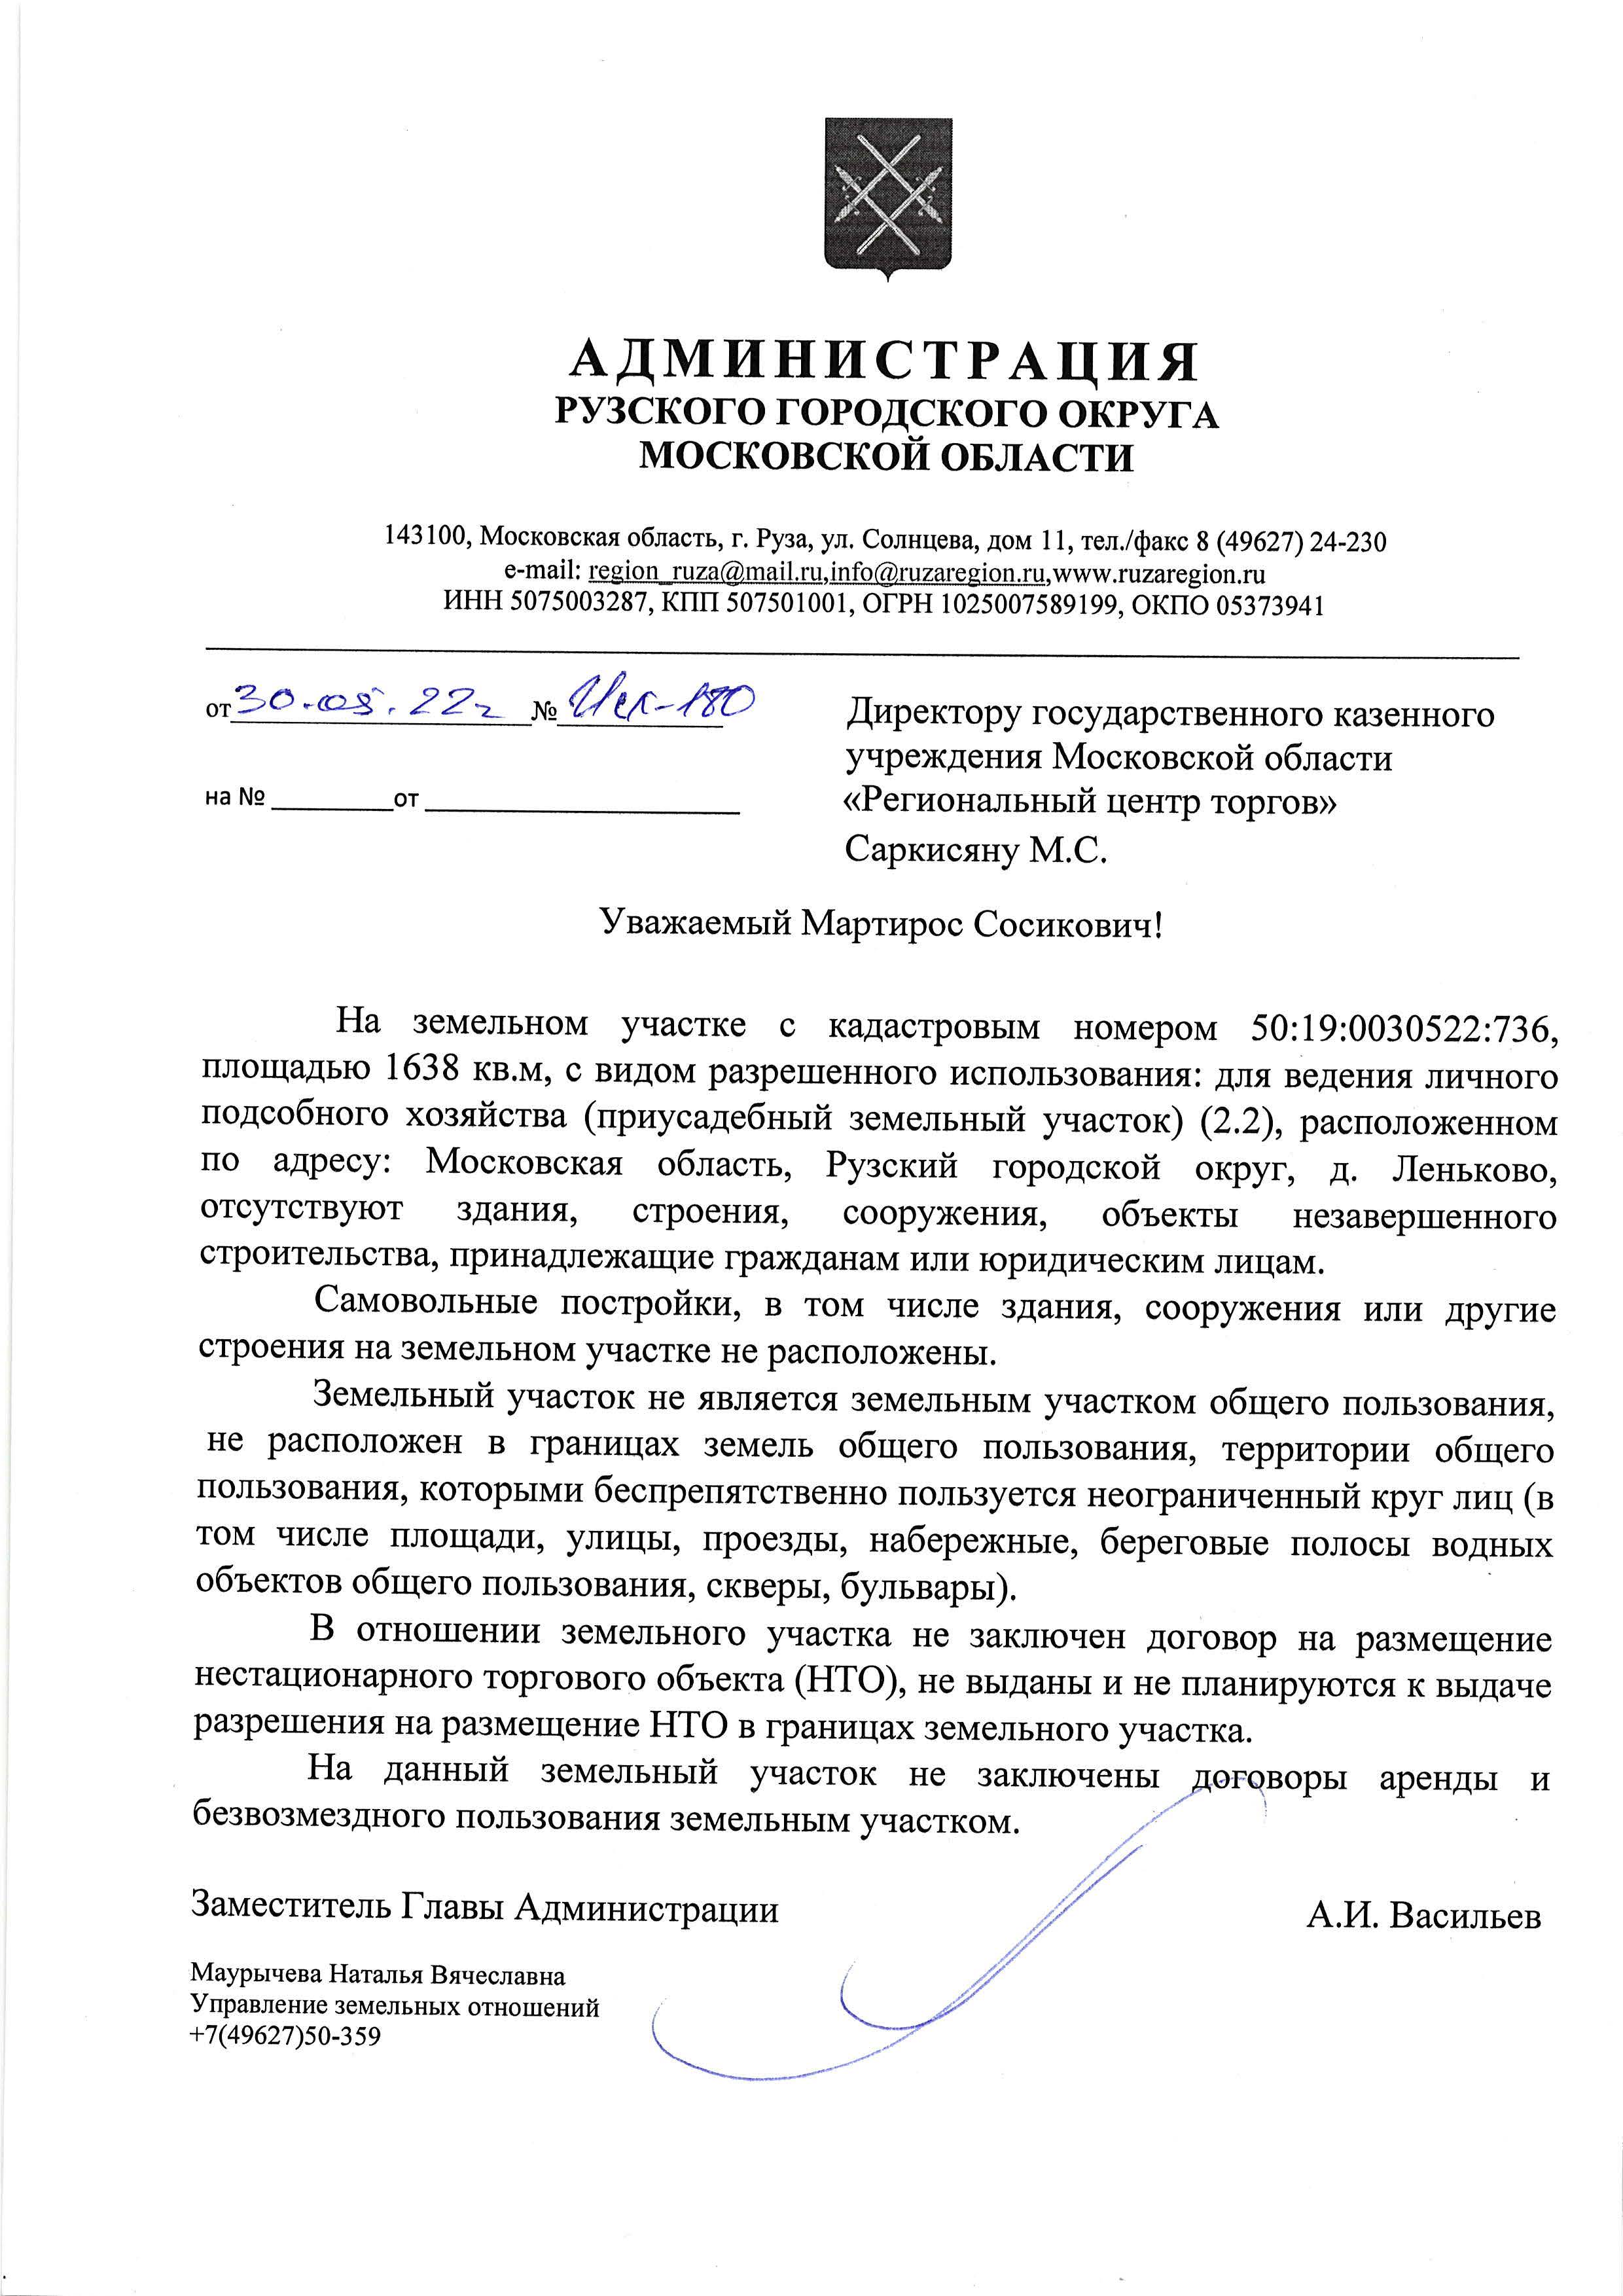 АДМИНИСТРАЦИЯ
РУЗСКОГО ГОРОДСКОГО ОКРУГА
МОСКОВСКОЙ ОБЛАСТИ
143100, Московская область, г. Руза, ул. Солнцева, дом 11, тел./факс 8 (49627) 24-230
e-mail: region_ruza@mail.ru,info@ruzaregion.ru,www.ruzaregion.ru
ИНН 5075003287, КПП 507501001, ОГРН 1025007589199, ОКПО 05373941
от 30.05.22г № Исх-180
на № _________ от _______________________
Директору государственного казенного
учреждения Московской области
«Региональный центр торгов»
Саркисяну М.С.
Уважаемый Мартирос Сосикович!
На земельном участке с кадастровым номером 50:19:0030522:736,
площадью 1638 кв.м, с видом разрешенного использования: для ведения личного
подсобного хозяйства (приусадебный земельный участок) (2.2), расположенном
по адресу: Московская область, Рузский городской округ, д. Леньково,
отсутствуют здания, строения, сооружения, объекты незавершенного
строительства, принадлежащие гражданам или юридическим лицам.
Самовольные постройки, в том числе здания, сооружения или другие
строения на земельном участке не расположены.
Земельный участок не является земельным участком общего пользования,
не расположен в границах земель общего пользования, территории общего
пользования, которыми беспрепятственно пользуется неограниченный круг лиц (в
том числе площади, улицы, проезды, набережные, береговые полосы водных
объектов общего пользования, скверы, бульвары).
В отношении земельного участка не заключен договор на размещение
нестационарного торгового объекта (НТО), не выданы и не планируются к выдаче
разрешения на размещение НТО в границах земельного участка.
На данный земельный участок не заключены договоры аренды и
безвозмездного пользования земельным участком.
Заместитель Главы Администрации А.И. Васильев
Маурычева Наталья Вячеславна
Управление земельных отношений
+7(49627)50-359